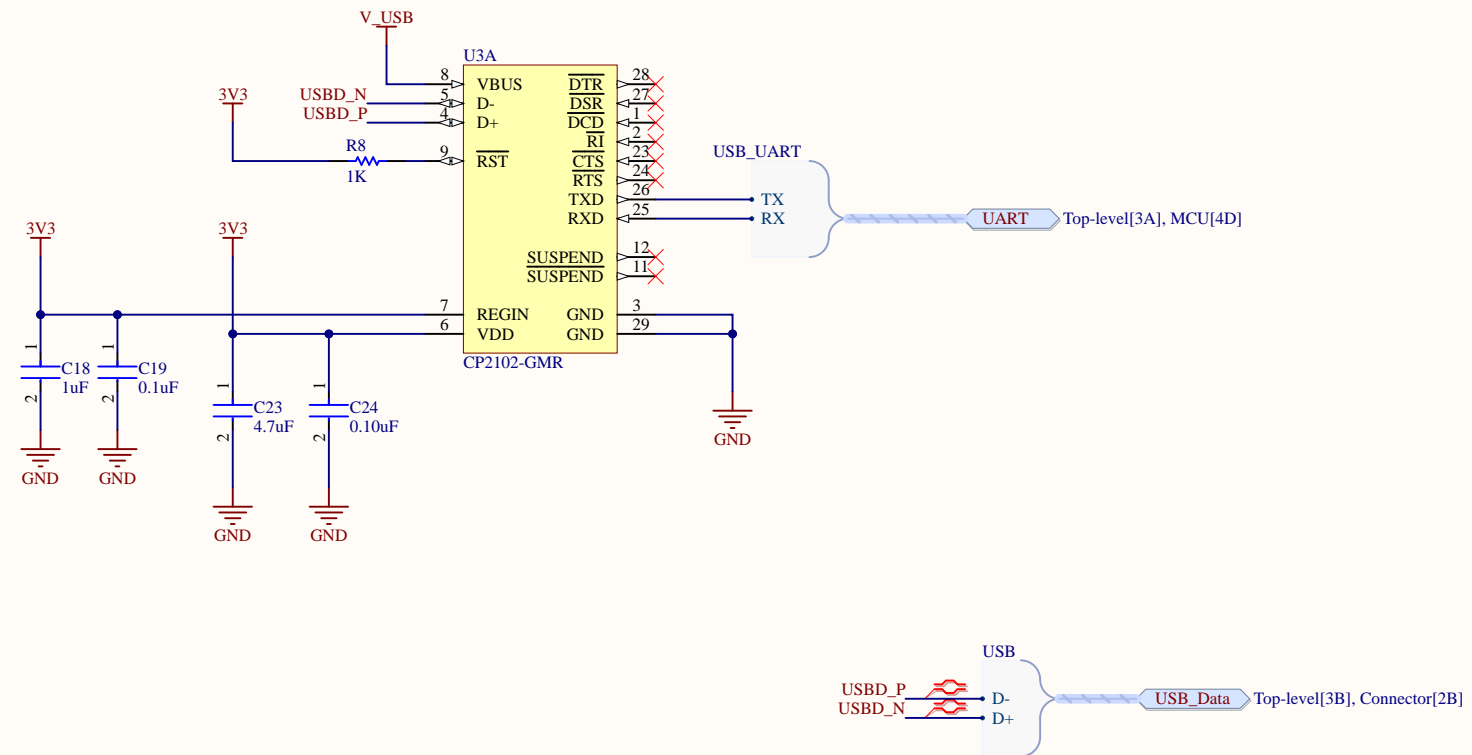 V_USB
U3A
8 VBUS DTR 28
3V3 USBD_N 5 D- DSR 27
USBD_P 4 D+ DCD 1
RI 2
R8 9 RST CTS 23 USB_UART
1K RTS 24
TXD 26 TX
RXD 25 RX UART Top-level[3A], MCU[4D]
3V3 3V3
SUSPEND 12
SUSPEND 11
7 REGIN GND 3
6 VDD GND 29
CP2102-GMR
1 C18 1uF 2
1 C19 0.1uF 2
1 C23 4.7uF 2
1 C24 0.10uF 2
GND
GND GND
GND GND
USB
USBD_P D- USB_Data Top-level[3B], Connector[2B]
USBD_N D+